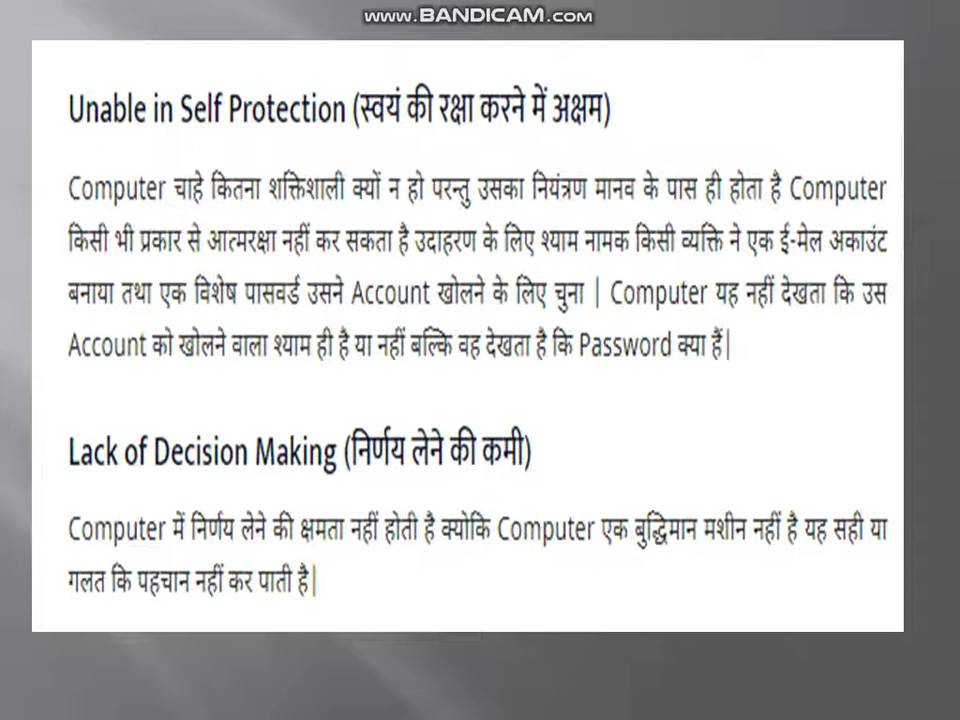 www.BANDICAM.com
Unable in Self Protection (स्वयं की रक्षा करने में अक्षम)
Computer चाहे कितना शक्तिशाली क्यों न हो परन्तु उसका नियंत्रण मानव के पास ही होता है Computer
किसी भी प्रकार से आत्मरक्षा नहीं कर सकता है उदाहरण के लिए श्याम नामक किसी व्यक्ति ने एक ई-मेल अकाउंट
बनाया तथा एक विशेष पासवर्ड उसने Account खोलने के लिए चुना | Computer यह नहीं देखता कि उस
Account को खोलने वाला श्याम ही है या नहीं बल्कि वह देखता है कि Password क्या हैं|
Lack of Decision Making (निर्णय लेने की कमी)
Computer में निर्णय लेने की क्षमता नहीं होती है क्योकि Computer एक बुद्धिमान मशीन नहीं है यह सही या
गलत कि पहचान नहीं कर पाती है|